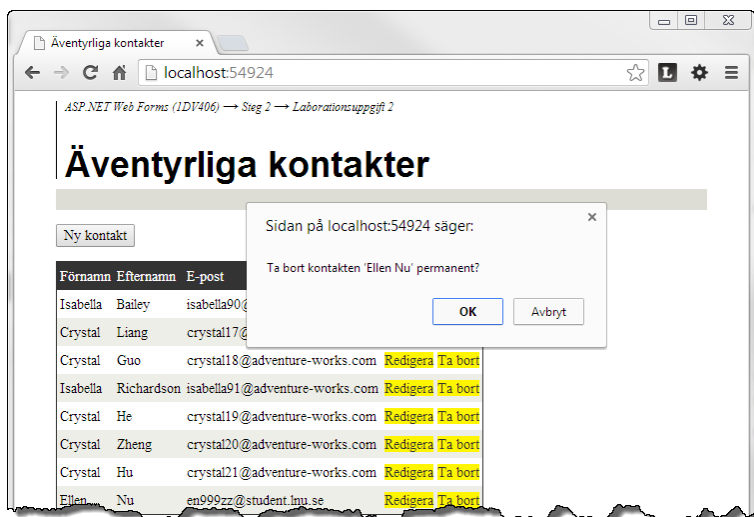 Äventyrliga kontakter
localhost:54924
L
ASP.NET Web Forms (1DV406) → Steg 2 → Laborationsuppgift 2
Äventyrliga kontakter
Ny kontakt
Sidan på localhost:54924 säger:
Ta bort kontakten 'Ellen Nu' permanent?
OK Avbryt
Förnamn Efternamn E-post
Isabella Bailey isabella90@
Crystal Liang crystal17@
Crystal Guo crystal18@adventure-works.com Redigera Ta bort
Isabella Richardson isabella91@adventure-works.com Redigera Ta bort
Crystal He crystal19@adventure-works.com Redigera Ta bort
Crystal Zheng crystal20@adventure-works.com Redigera Ta bort
Crystal Hu crystal21@adventure-works.com Redigera Ta bort
Ellen Nu en999zz@student.lnu.se Redigera Ta bort